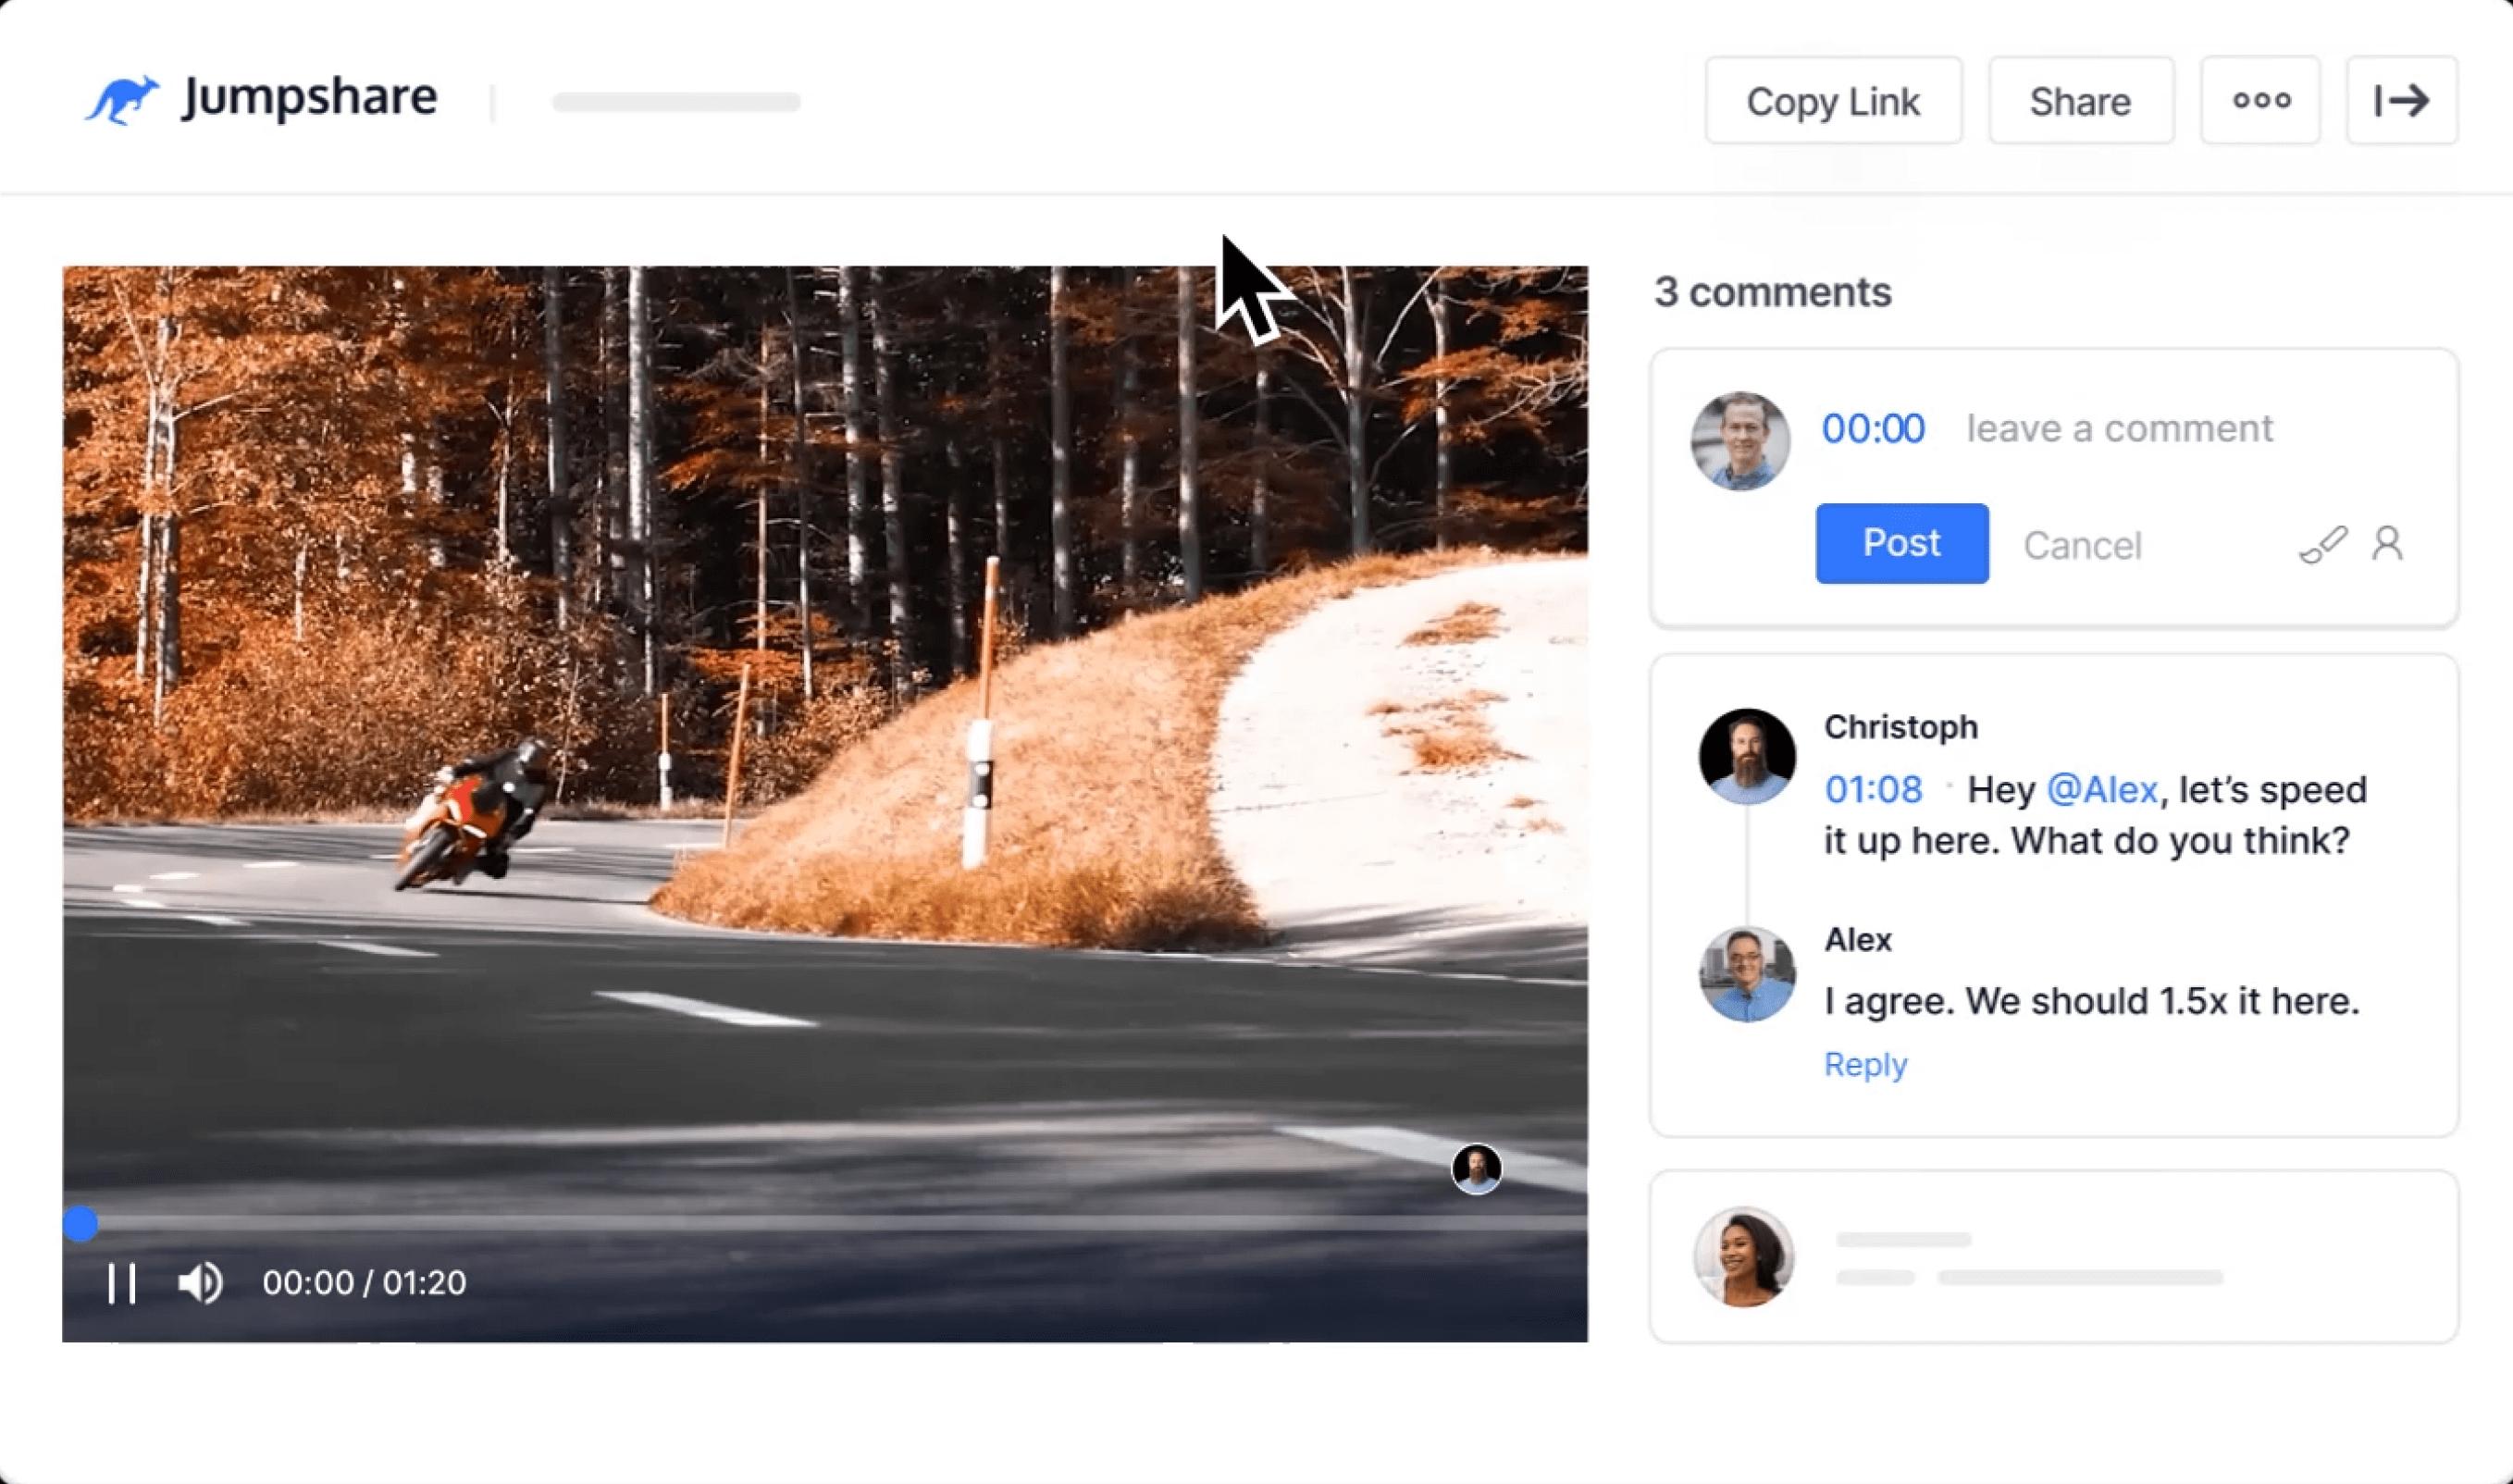 Jumpshare
Copy Link
Share
3 comments
00:00 leave a comment
Post
Cancel
Christoph
01:08 · Hey @Alex, let’s speed
it up here. What do you think?
Alex
I agree. We should 1.5x it here.
Reply
00:00 / 01:20